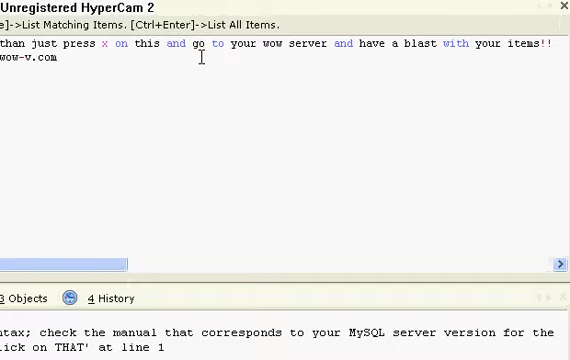 Unregistered HyperCam 2
e]->List Matching Items. [Ctrl+Enter]->List All Items.
than just press x on this and go to your wow server and have a blast with your items!!
wow-v.com
3 Objects 4 History
ntax; check the manual that corresponds to your MySQL server version for the
lick on THAT' at line 1